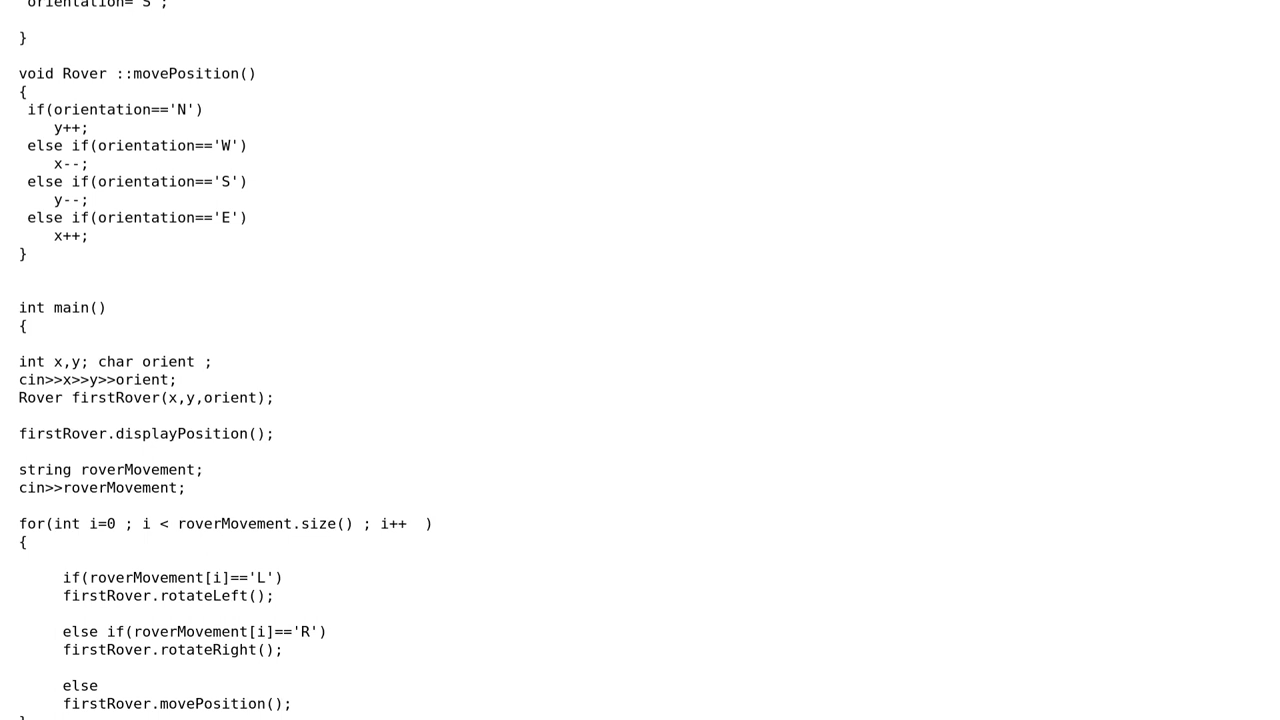 orientation='S';
}
void Rover ::movePosition()
{
if(orientation=='N')
y++;
else if(orientation=='W')
x--;
else if(orientation=='S')
y--;
else if(orientation=='E')
x++;
}
int main()
{
int x,y; char orient ;
cin>>x>>y>>orient;
Rover firstRover(x,y,orient);
firstRover.displayPosition();
string roverMovement;
cin>>roverMovement;
for(int i=0 ; i < roverMovement.size() ; i++  )
{
if(roverMovement[i]=='L')
firstRover.rotateLeft();
else if(roverMovement[i]=='R')
firstRover.rotateRight();
else
firstRover.movePosition();
}